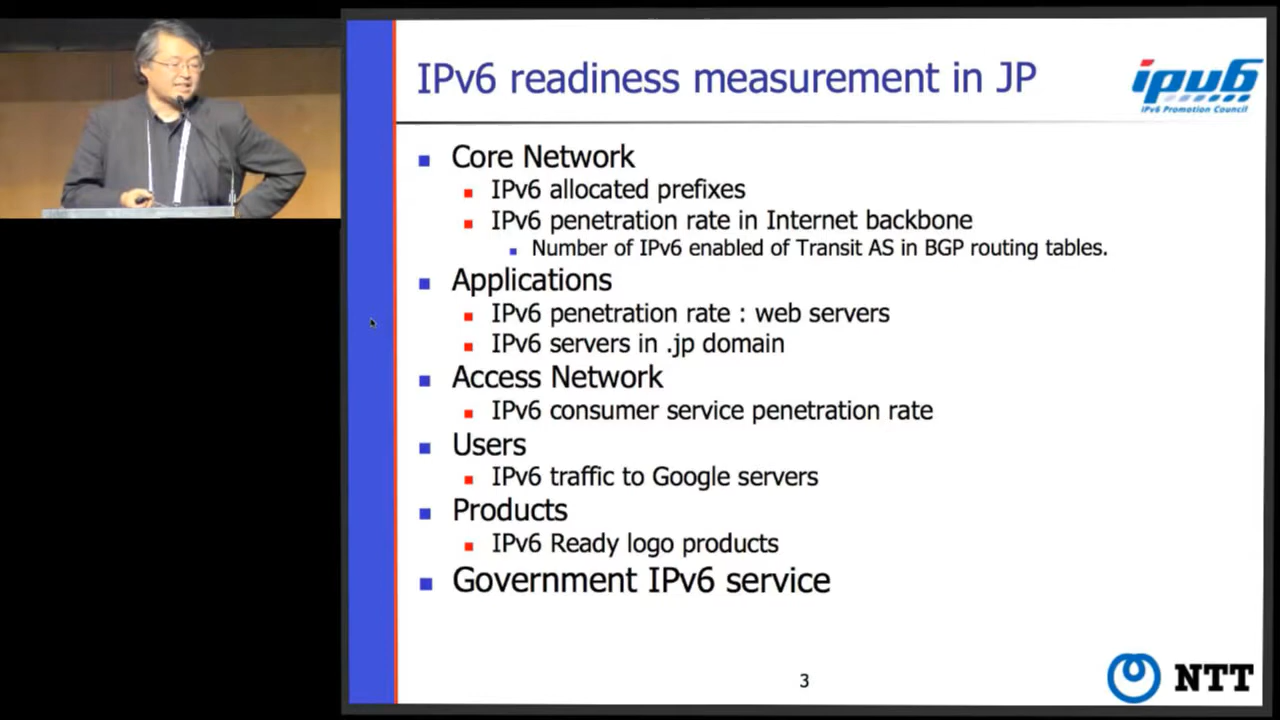 IPv6 readiness measurement in JP
ipv6
IPv6 Promotion Council
Core Network
IPv6 allocated prefixes
IPv6 penetration rate in Internet backbone
Number of IPv6 enabled of Transit AS in BGP routing tables.
Applications
IPv6 penetration rate : web servers
IPv6 servers in .jp domain
Access Network
IPv6 consumer service penetration rate
Users
IPv6 traffic to Google servers
Products
IPv6 Ready logo products
Government IPv6 service
3
NTT